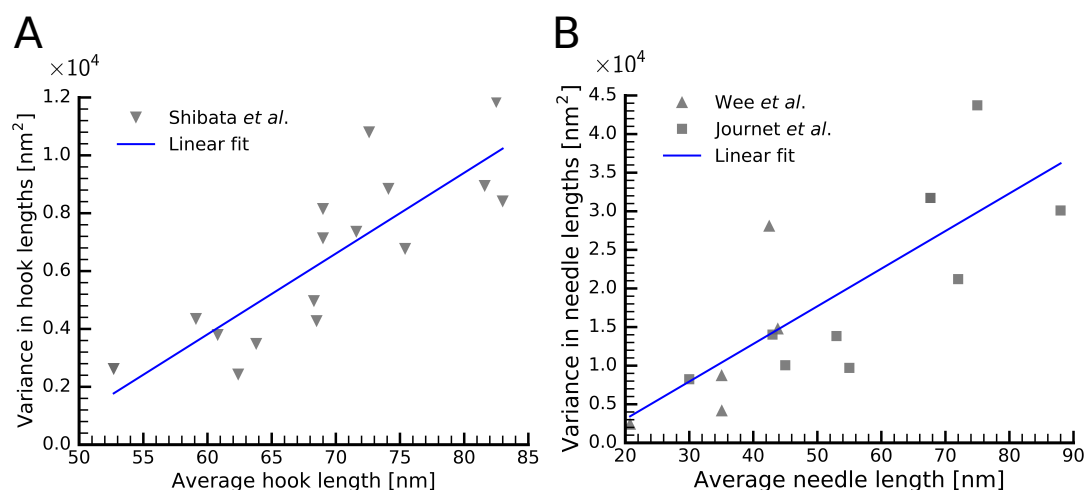 A
×10⁴
1.2
1.0
0.8
0.6
0.4
0.2
0.0
Variance in hook lengths [nm²]
Shibata et al.
Linear fit
50 55 60 65 70 75 80 85
Average hook length [nm]
B
×10⁴
4.5
4.0
3.5
3.0
2.5
2.0
1.5
1.0
0.5
0.0
Variance in needle lengths [nm²]
Wee et al.
Journet et al.
Linear fit
20 30 40 50 60 70 80 90
Average needle length [nm]